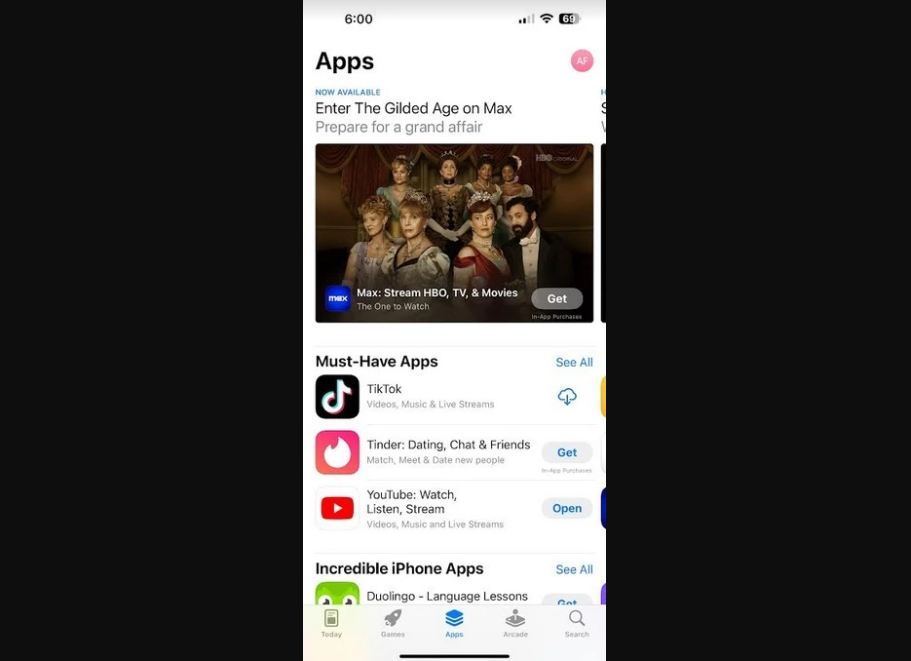 6:00
69
Apps
AF
NOW AVAILABLE
Enter The Gilded Age on Max
Prepare for a grand affair
HBO ORIGINAL
max
Max: Stream HBO, TV, & Movies
The One to Watch
Get
In-App Purchases
Must-Have Apps
See All
TikTok
Videos, Music & Live Streams
Tinder: Dating, Chat & Friends
Match, Meet & Date new people
Get
In-App Purchases
YouTube: Watch,
Listen, Stream
Videos, Music and Live Streams
Open
Incredible iPhone Apps
See All
Duolingo - Language Lessons
Get
Today
Games
Apps
Arcade
Search